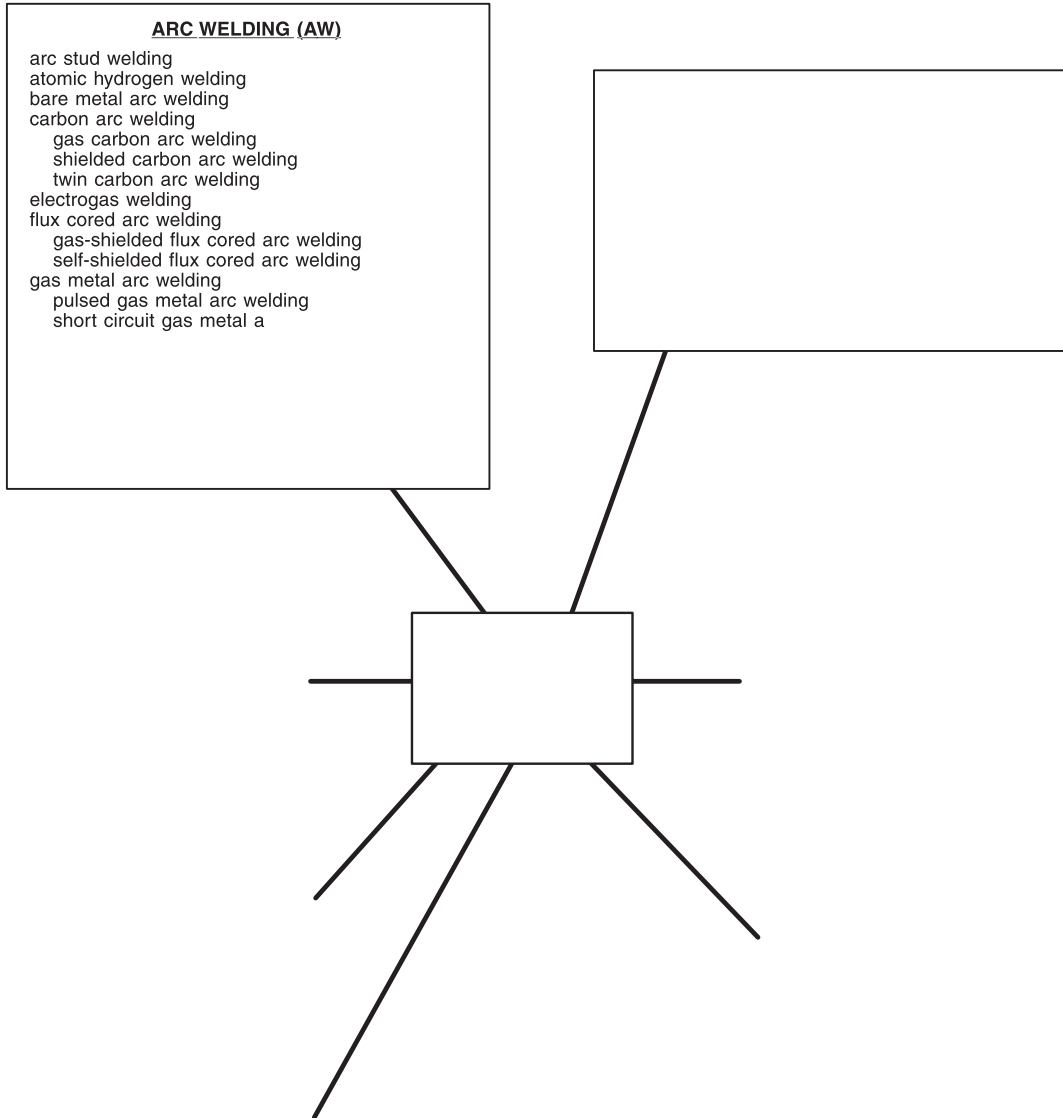 ARC WELDING (AW)
arc stud welding
atomic hydrogen welding
bare metal arc welding
carbon arc welding
gas carbon arc welding
shielded carbon arc welding
twin carbon arc welding
electrogas welding
flux cored arc welding
gas-shielded flux cored arc welding
self-shielded flux cored arc welding
gas metal arc welding
pulsed gas metal arc welding
short circuit gas metal a